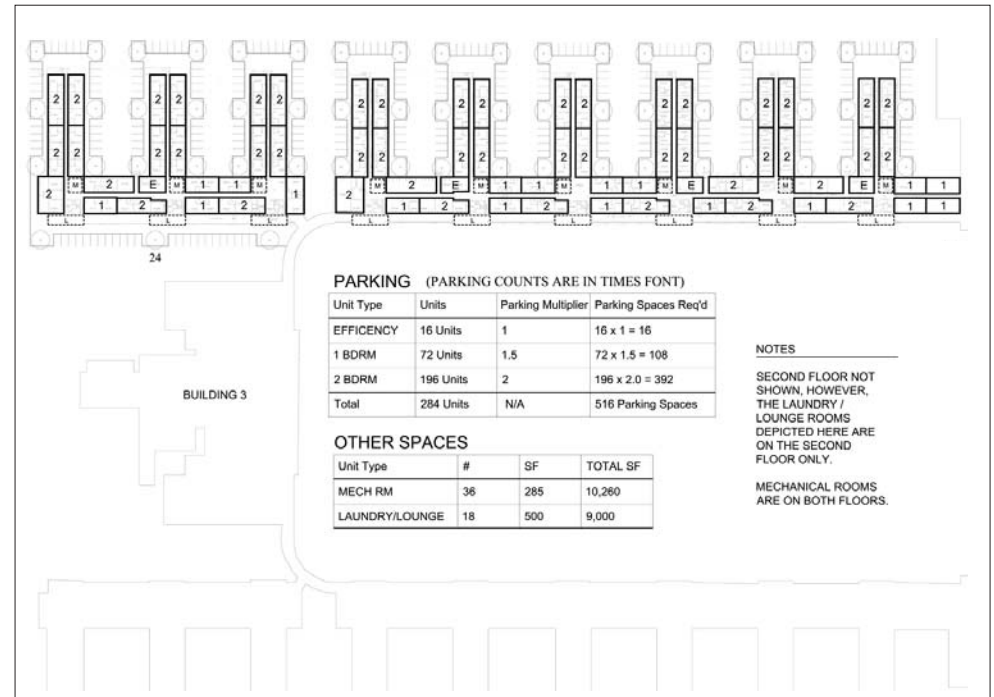 2 2 2 2 2 2 2 2 2 2 2 2 2 2 2 2 2 2
2 2 2 2 2 2 2 2 2 2 2 2 2 2 2 2 2 2
2 M 2 E M 1 1 M 1 2 M 2 E M 1 1 M 1 1 M E 2 M 2 E M 1 1
1 2 1 2 1 2 1 2 1 2 1 2 1 2 1 1
L L L L L L L L L
24
PARKING (PARKING COUNTS ARE IN TIMES FONT)
Unit Type Units Parking Multiplier Parking Spaces Req'd
EFFICENCY 16 Units 1 16 x 1 = 16
1 BDRM 72 Units 1.5 72 x 1.5 = 108
2 BDRM 196 Units 2 196 x 2.0 = 392
Total 284 Units N/A 516 Parking Spaces
OTHER SPACES
Unit Type # SF TOTAL SF
MECH RM 36 285 10,260
LAUNDRY/LOUNGE 18 500 9,000
BUILDING 3
NOTES
SECOND FLOOR NOT
SHOWN, HOWEVER,
THE LAUNDRY /
LOUNGE ROOMS
DEPICTED HERE ARE
ON THE SECOND
FLOOR ONLY.
MECHANICAL ROOMS
ARE ON BOTH FLOORS.